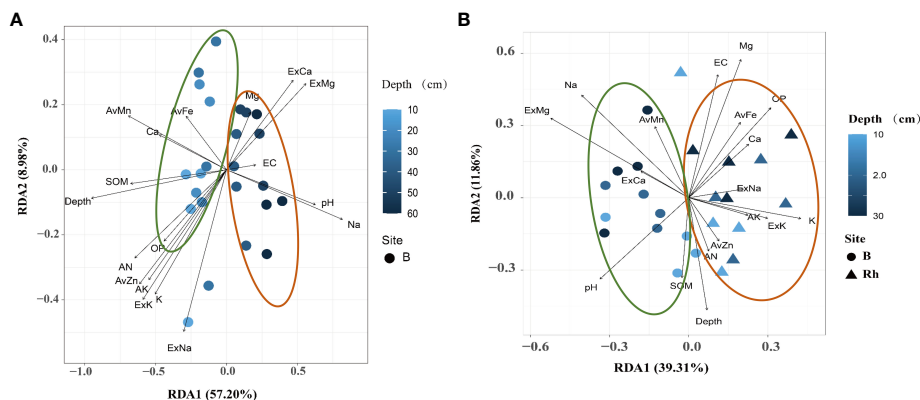 A
RDA2 (8.98%)
0.4
0.2
0.0
−0.2
−0.4
−1.0
−0.5
0.0
0.5
RDA1 (57.20%)
ExCa
ExMg
Mg
AvMn
AvFe
Ca
EC
SOM
Depth
pH
Na
OP
AN
AvZn
AK
K
ExK
ExNa
Depth (cm)
10
20
30
40
50
60
Site
B
B
RDA2 (11.86%)
0.6
0.3
0.0
−0.3
−0.6
−0.3
0.0
0.3
RDA1 (39.31%)
Mg
EC
Na
OP
ExMg
AvMn
AvFe
Ca
ExCa
ExNa
AK
K
ExK
AvZn
AN
pH
SOM
Depth
Depth (cm)
10
2.0
30
Site
B
Rh